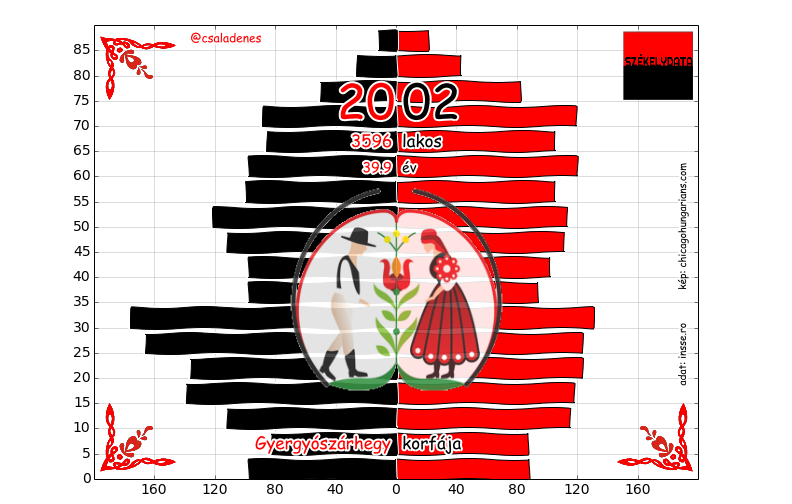 @csaladenes
SZÉKELYDATA
2002
3596 lakos
39.9 év
kép: chicagohungarians.com
adat: insse.ro
Gyergyószárhegy korfája
85
80
75
70
65
60
55
50
45
40
35
30
25
20
15
10
5
0
160 120 80 40 0 40 80 120 160